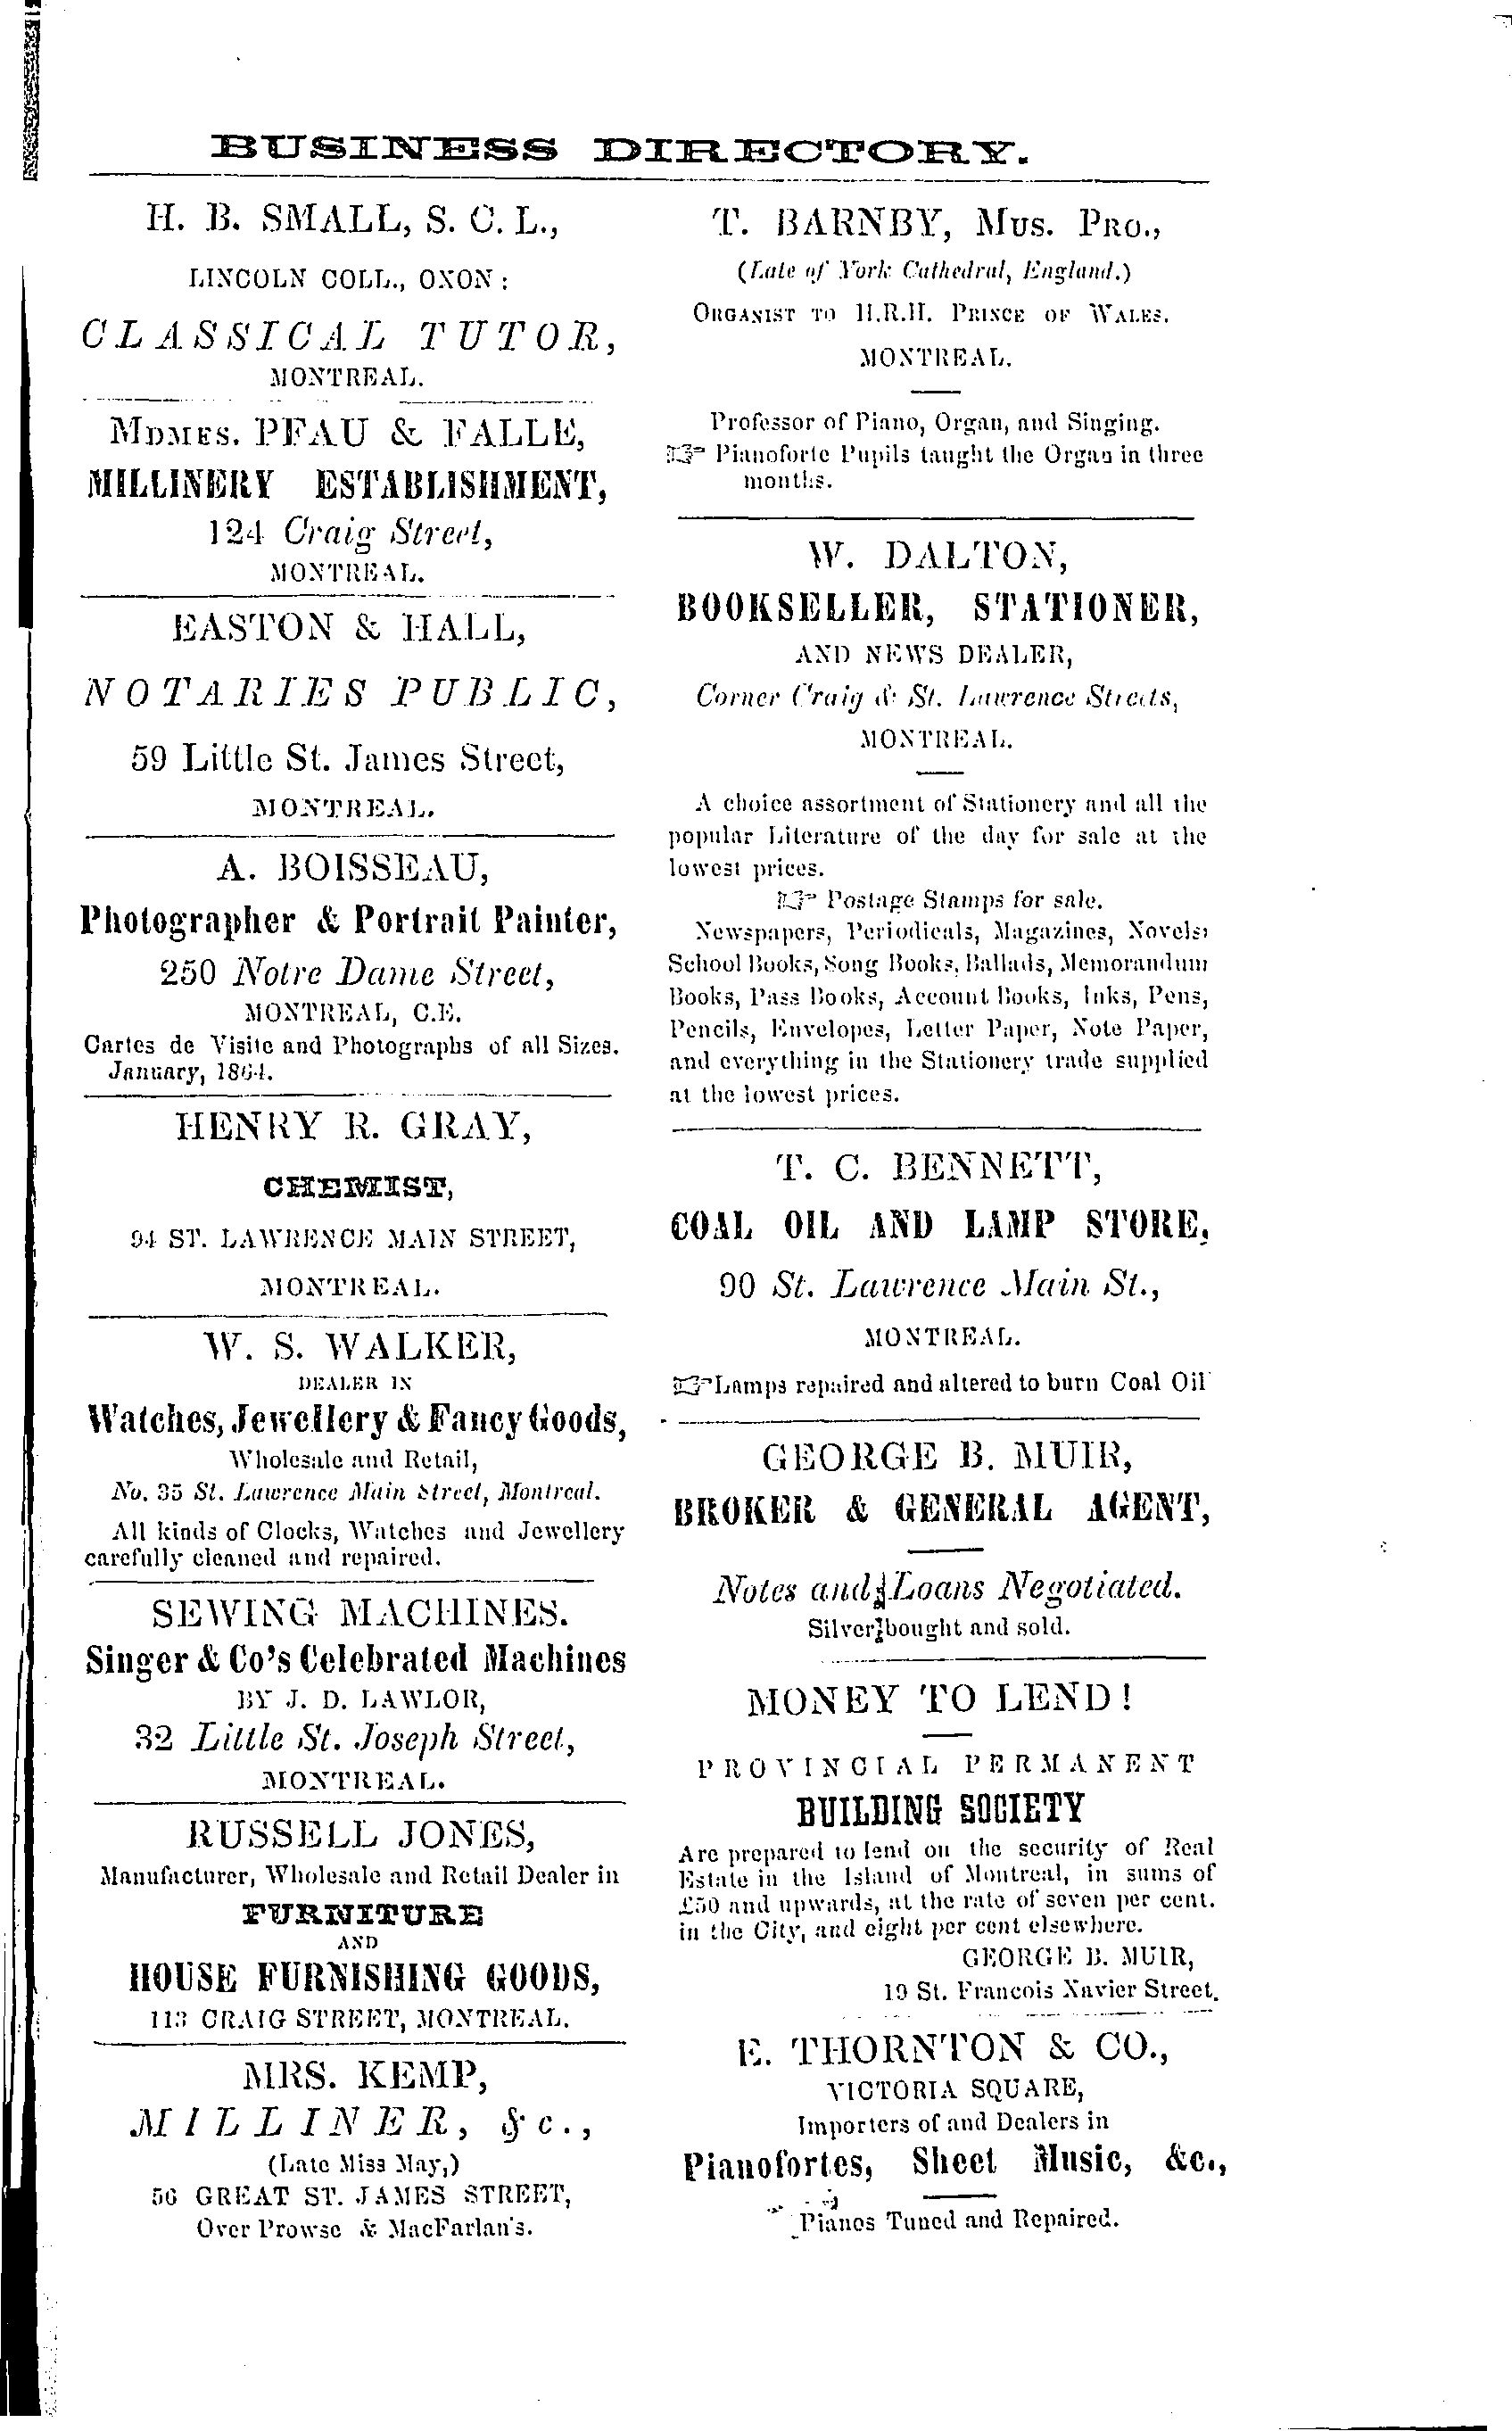 BUSINESS DIRECTORY.
H. B. SMALL, S. C. L.,
LINCOLN COLL., OXON:
CLASSICAL TUTOR,
MONTREAL.
MDMES. PFAU & FALLE,
MILLINERY ESTABLISHMENT,
124 Craig Street,
MONTREAL.
EASTON & HALL,
NOTARIES PUBLIC,
59 Little St. James Street,
MONTREAL.
A. BOISSEAU,
Photographer & Portrait Painter,
250 Notre Dame Street,
MONTREAL, C.E.
Cartes de Visite and Photographs of all Sizes.
January, 1864.
HENRY R. GRAY,
CHEMIST,
94 ST. LAWRENCE MAIN STREET,
MONTREAL.
W. S. WALKER,
DEALER IN
Watches, Jewellery & Fancy Goods,
Wholesale and Retail,
No. 35 St. Lawrence Main Street, Montreal.
All kinds of Clocks, Watches and Jewellery
carefully cleaned and repaired.
SEWING MACHINES.
Singer & Co's Celebrated Machines
BY J. D. LAWLOR,
32 Little St. Joseph Street,
MONTREAL.
RUSSELL JONES,
Manufacturer, Wholesale and Retail Dealer in
FURNITURE
AND
HOUSE FURNISHING GOODS,
113 CRAIG STREET, MONTREAL.
MRS. KEMP,
MILLINER, &c.,
(Late Miss May,)
56 GREAT ST. JAMES STREET,
Over Prowse & MacFarlan's.
T. BARNBY, MUS. PRO.,
(Late of York Cathedral, England.)
ORGANIST TO H.R.H. PRINCE OF WALES.
MONTREAL.
Professor of Piano, Organ, and Singing.
☞ Pianoforte Pupils taught the Organ in three
months.
W. DALTON,
BOOKSELLER, STATIONER,
AND NEWS DEALER,
Corner Craig & St. Lawrence Streets,
MONTREAL.
A choice assortment of Stationery and all the
popular Literature of the day for sale at the
lowest prices.
☞ Postage Stamps for sale.
Newspapers, Periodicals, Magazines, Novels,
School Books, Song Books, Ballads, Memorandum
Books, Pass Books, Account Books, Inks, Pens,
Pencils, Envelopes, Letter Paper, Note Paper,
and everything in the Stationery trade supplied
at the lowest prices.
T. C. BENNETT,
COAL OIL AND LAMP STORE,
90 St. Lawrence Main St.,
MONTREAL.
☞ Lamps repaired and altered to burn Coal Oil
GEORGE B. MUIR,
BROKER & GENERAL AGENT,
Notes and Loans Negotiated.
Silver bought and sold.
MONEY TO LEND!
PROVINCIAL PERMANENT
BUILDING SOCIETY
Are prepared to lend on the security of Real
Estate in the Island of Montreal, in sums of
£50 and upwards, at the rate of seven per cent.
in the City, and eight per cent elsewhere.
GEORGE B. MUIR,
19 St. Francois Xavier Street.
E. THORNTON & CO.,
VICTORIA SQUARE,
Importers of and Dealers in
Pianofortes, Sheet Music, &c.,
Pianos Tuned and Repaired.